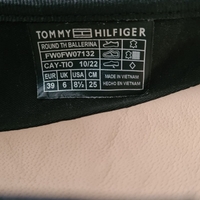 TOMMY HILFIGER
ROUND TH BALLERINA
FW0FW07132
CAY-TIO 10/22
EUR UK USA CM
39 6 8½ 25
MADE IN VIETNAM
HECHO EN VIETNAM